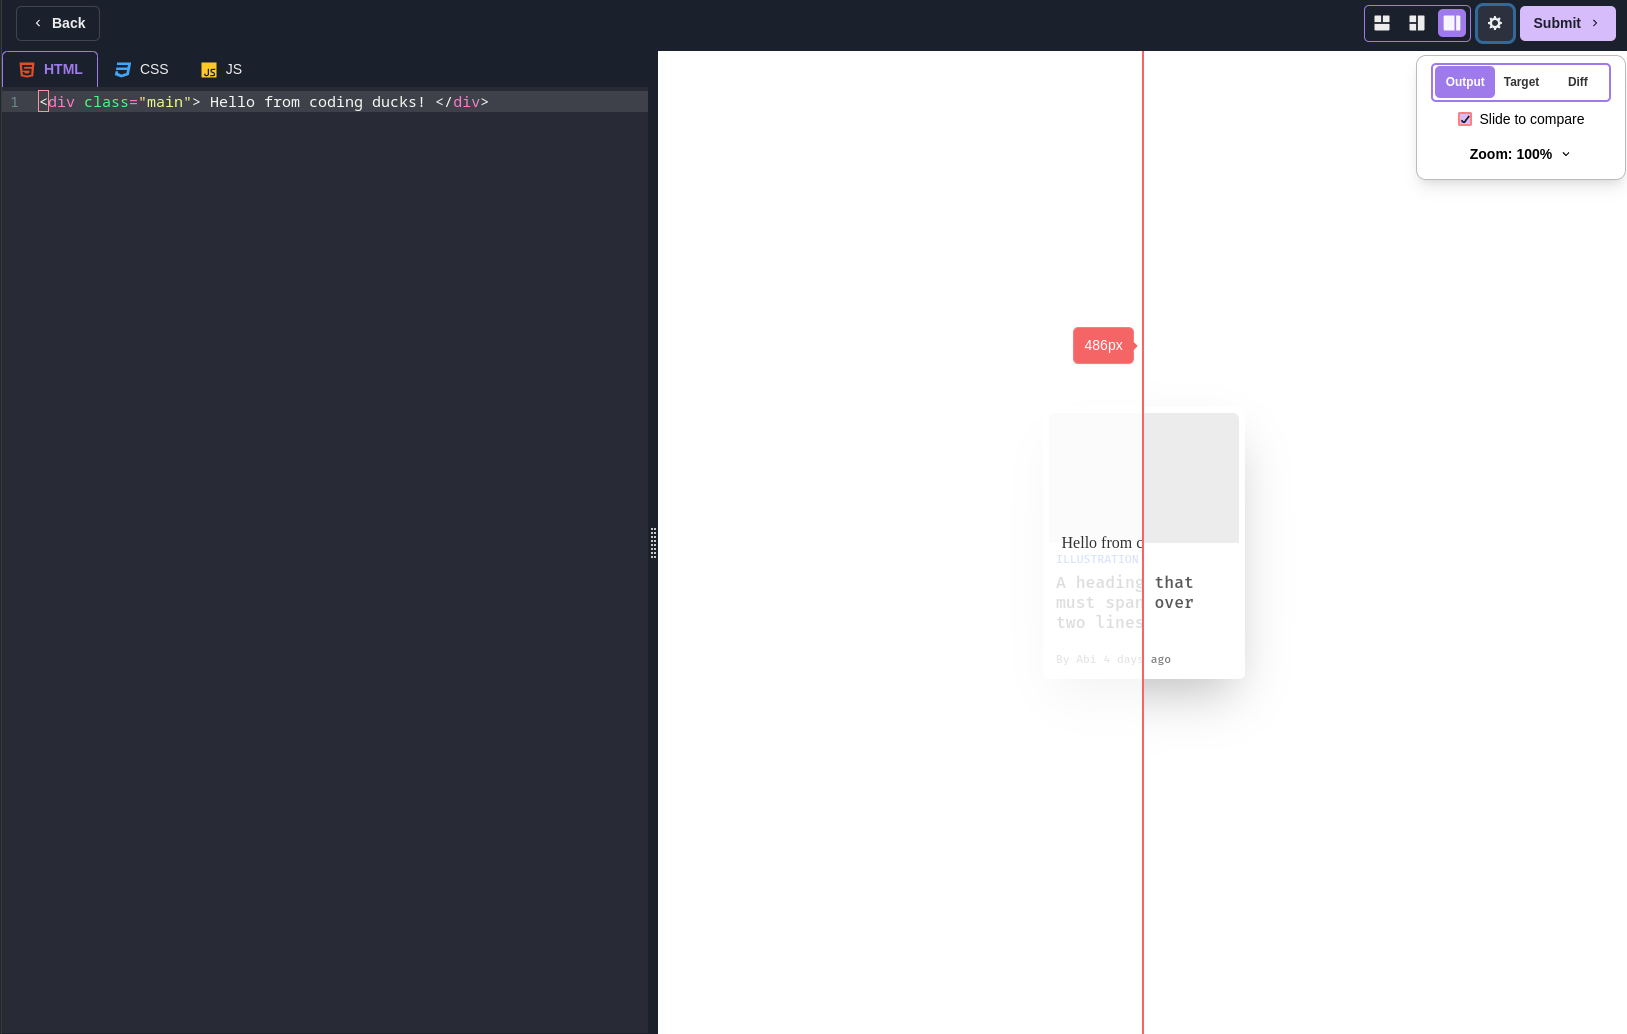 Back
Submit
HTML CSS JS
1 <div class="main"> Hello from coding ducks! </div>
Output Target Diff
Slide to compare
Zoom: 100%
486px
Hello from c
ILLUSTRATION
A heading that
must span over
two lines
By Abi 4 days ago